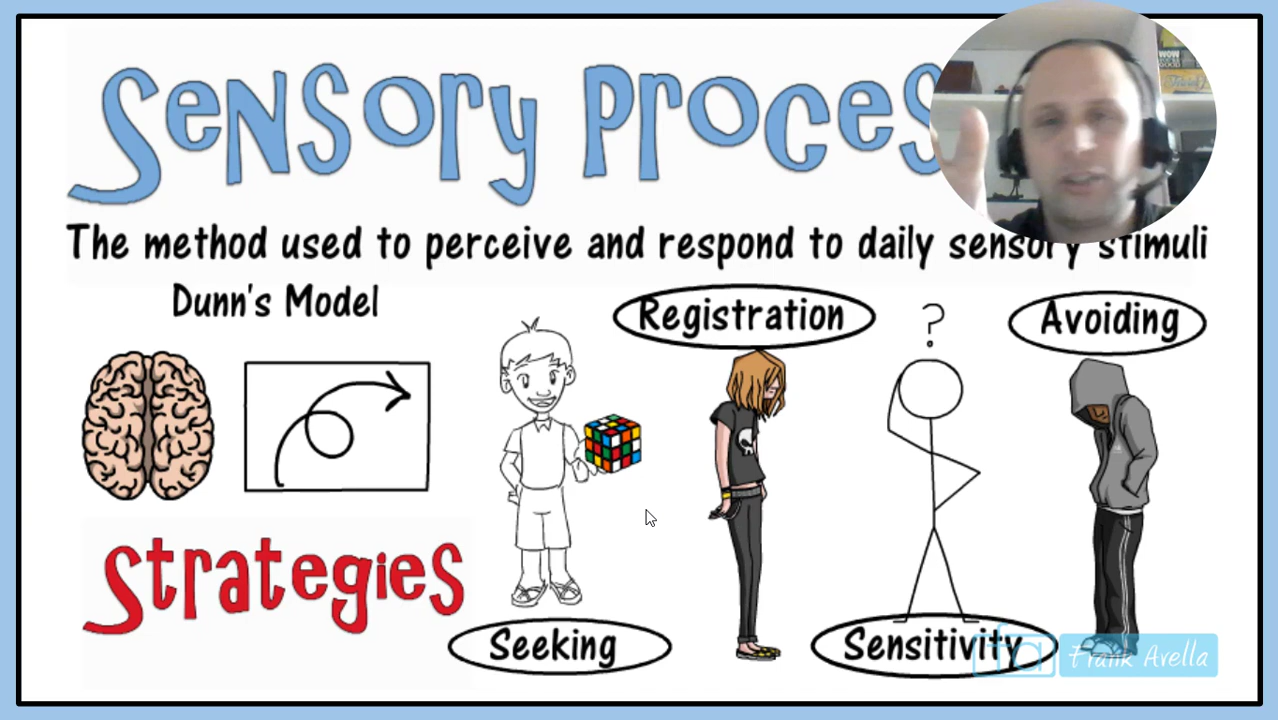 Sensory Proces
The method used to perceive and respond to daily sensory stimuli
Dunn's Model
Registration
?
Avoiding
Strategies
Seeking
Sensitivity
fa Frank Avella